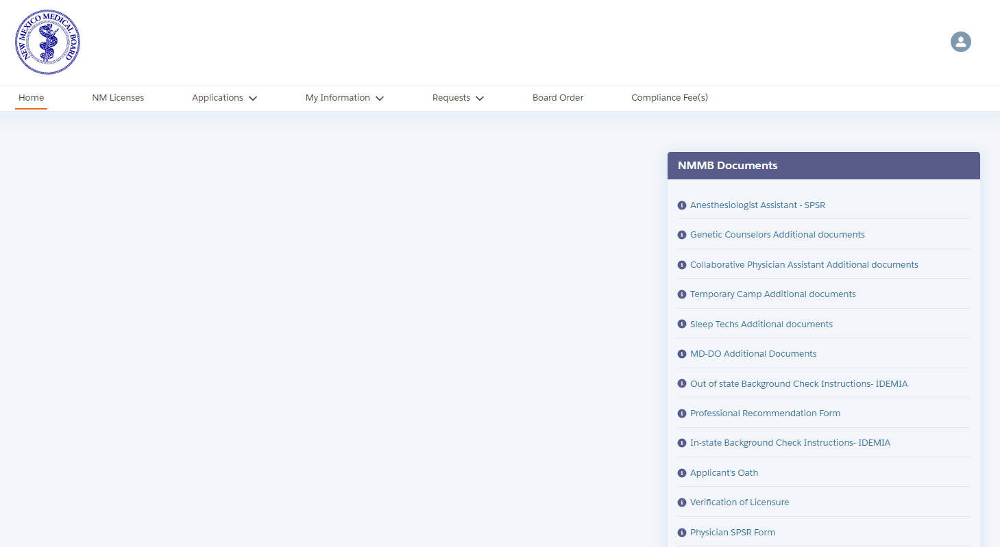 NEW MEXICO MEDICAL BOARD
Home
NM Licenses
Applications
My Information
Requests
Board Order
Compliance Fee(s)
NMMB Documents
Anesthesiologist Assistant - SPSR
Genetic Counselors Additional documents
Collaborative Physician Assistant Additional documents
Temporary Camp Additional documents
Sleep Techs Additional documents
MD-DO Additional Documents
Out of state Background Check Instructions- IDEMIA
Professional Recommendation Form
In-state Background Check Instructions- IDEMIA
Applicant's Oath
Verification of Licensure
Physician SPSR Form